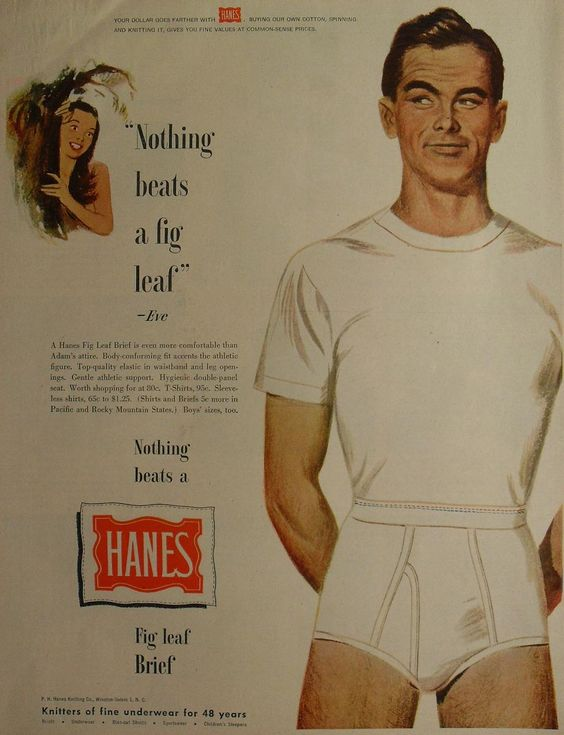 YOUR DOLLAR GOES FARTHER WITH HANES. BUYING OUR OWN COTTON, SPINNING
AND KNITTING IT, GIVES YOU FINE VALUES AT COMMON-SENSE PRICES.
"Nothing
beats
a fig
leaf"
—Eve
A Hanes Fig Leaf Brief is even more comfortable than
Adam's attire. Body-conforming fit accents the athletic
figure. Top-quality elastic in waistband and leg open-
ings. Gentle athletic support. Hygienic double-panel
seat. Worth shopping for at 80c. T-Shirts, 95c. Sleeve-
less shirts, 65c to $1.25. (Shirts and Briefs 5c more in
Pacific and Rocky Mountain States.) Boys' sizes, too.
Nothing
beats a
HANES
Fig leaf
Brief
P. H. Hanes Knitting Co., Winston-Salem 1, N. C.
Knitters of fine underwear for 48 years
Briefs • Underwear • • Sportswear • Children's Sleepers